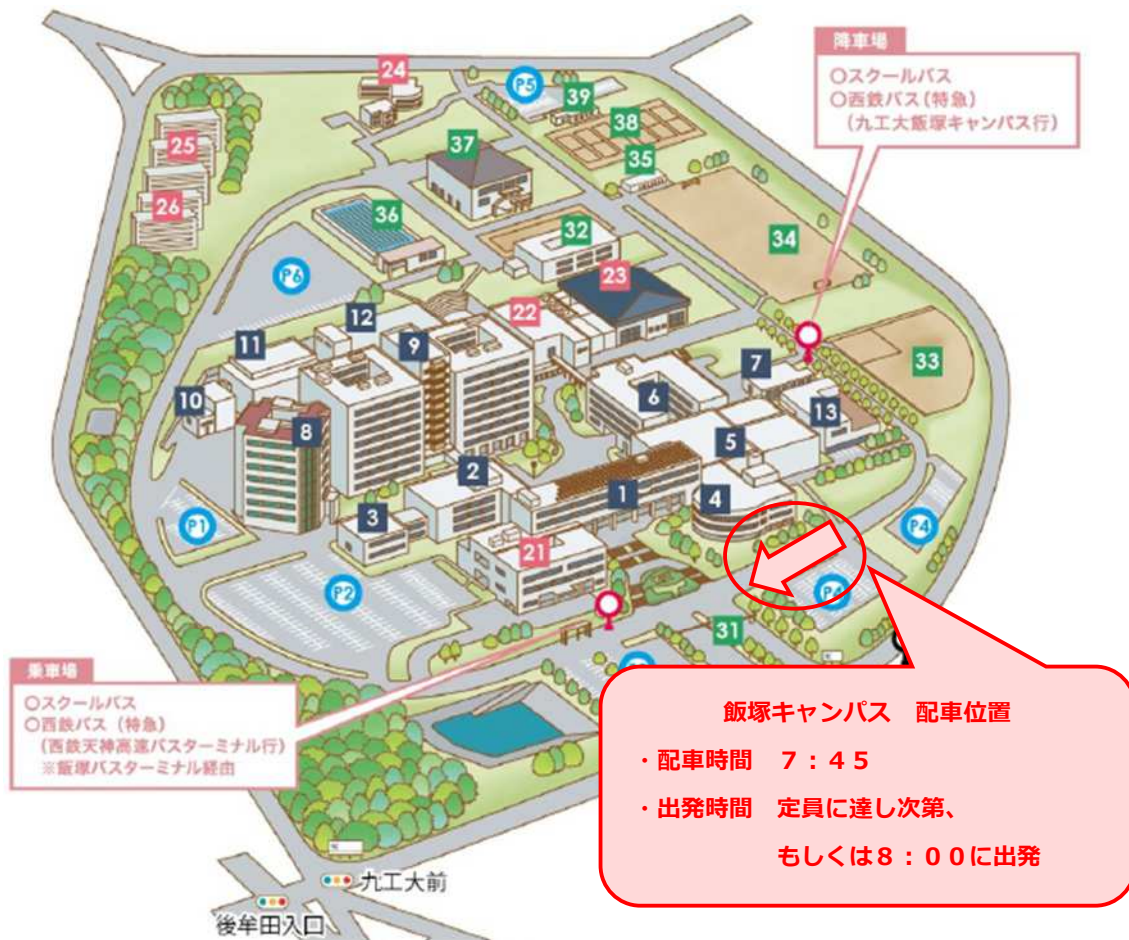 降車場
○スクールバス
○西鉄バス(特急)
(九工大飯塚キャンパス行)
24
P5
39
38
25
37
35
26
36
32
34
23
P6
22
12
9
11
7
33
10
6
13
8
5
2
1
4
3
P1
21
P4
P2
P4
31
乗車場
○スクールバス
○西鉄バス(特急)
(西鉄天神高速バスターミナル行)
※飯塚バスターミナル経由
飯塚キャンパス 配車位置
・配車時間 7:45
・出発時間 定員に達し次第、
もしくは8:00に出発
九工大前
後牟田入口